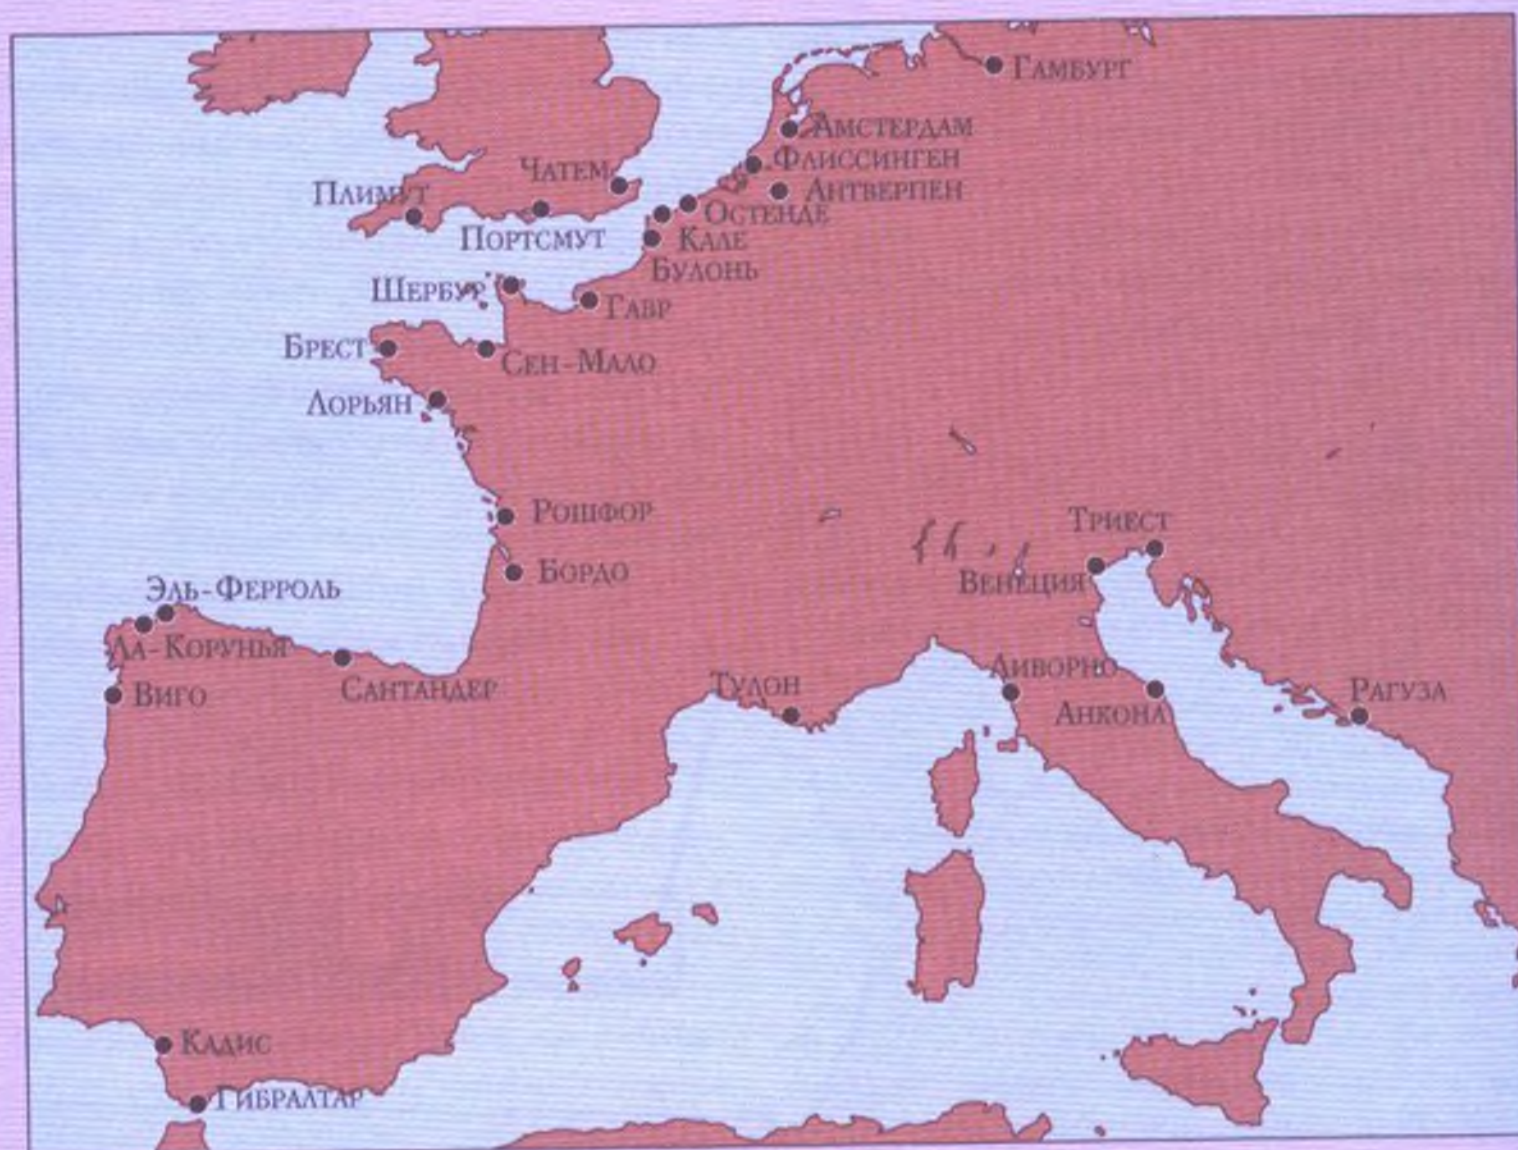 Гамбург
Амстердам
Флиссинген
Чатем
Антверпен
Плимут
Остенде
Портсмут
Кале
Булонь
Шербур
Гавр
Брест
Сен-Мало
Лорьян
Рошфор
Триест
Бордо
Венеция
Эль-Ферроль
Ла-Корунья
Ливорно
Сантандер
Тулон
Виго
Рагуза
Анкона
Кадис
Гибралтар